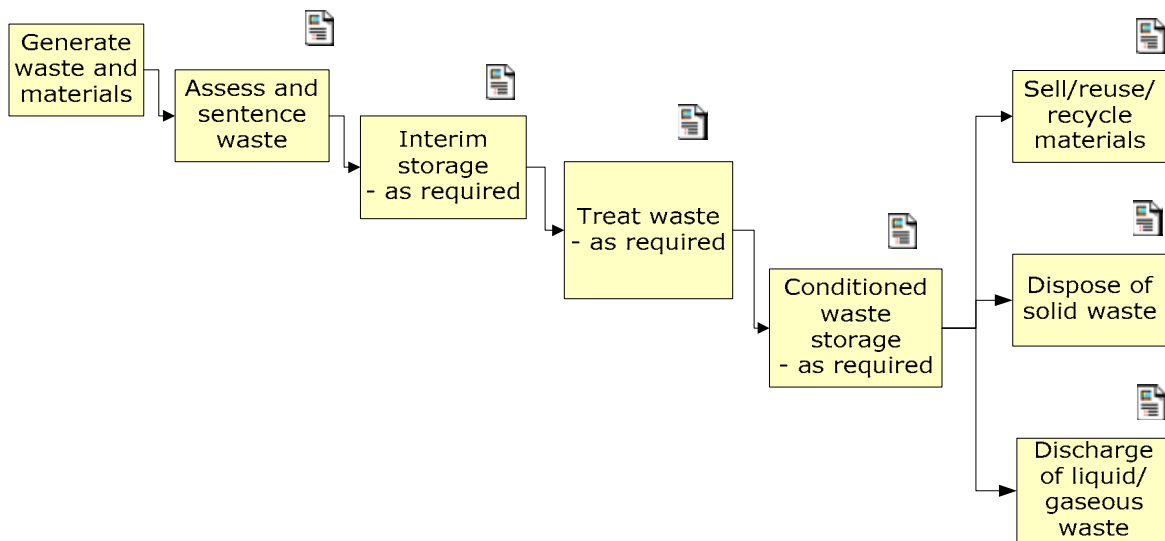 Generate
waste and
materials
Assess and
sentence
waste
Interim
storage
- as required
Treat waste
- as required
Conditioned
waste
storage
- as required
Sell/reuse/
recycle
materials
Dispose of
solid waste
Discharge
of liquid/
gaseous
waste